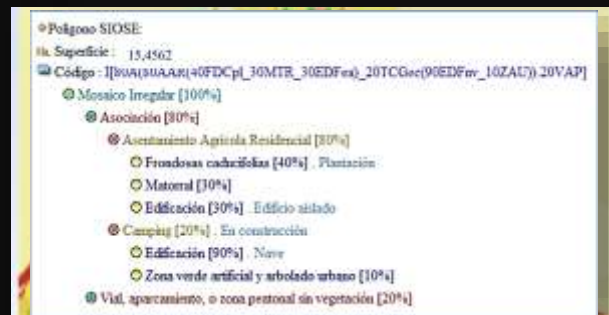 Polígono SIOSE:
Ha. Superficie : 15,4562
Código : I[80A(80AAR(40FDCpl_30MTR_30EDFea)_20TCGec(90EDFnv_10ZAU))_20VAP]
Mosaico Irregular [100%]
Asociación [80%]
Asentamiento Agrícola Residencial [80%]
Frondosas caducifolias [40%] . Plantación
Matorral [30%]
Edificación [30%] . Edificio aislado
Camping [20%] . En construcción
Edificación [90%] . Nave
Zona verde artificial y arbolado urbano [10%]
Vial, aparcamiento, o zona peatonal sin vegetación [20%]